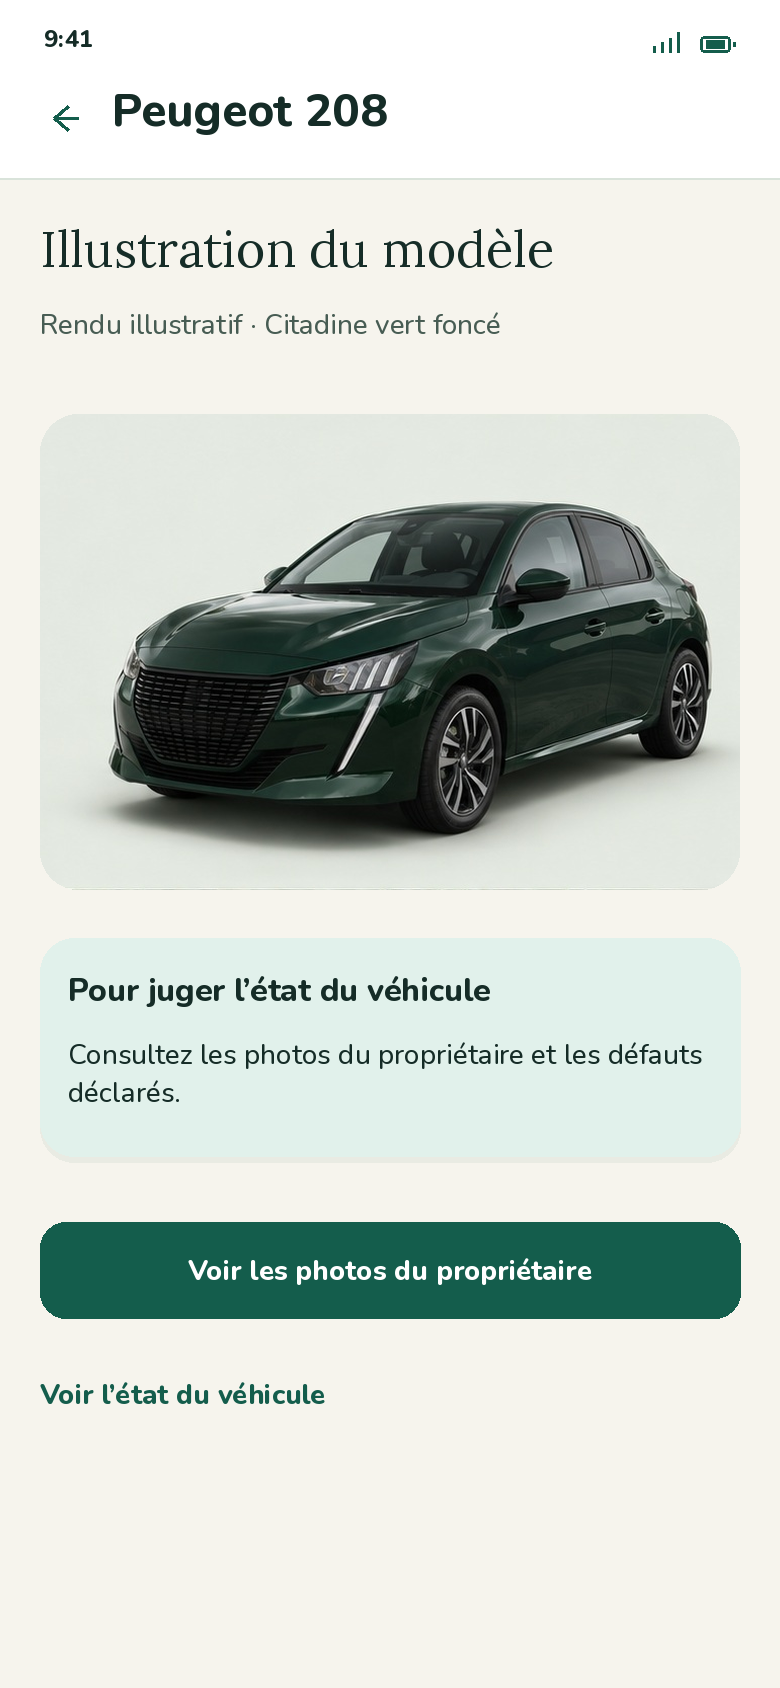 9:41
Peugeot 208
Illustration du modèle
Rendu illustratif · Citadine vert foncé
Pour juger l’état du véhicule
Consultez les photos du propriétaire et les défauts
déclarés.
Voir les photos du propriétaire
Voir l’état du véhicule